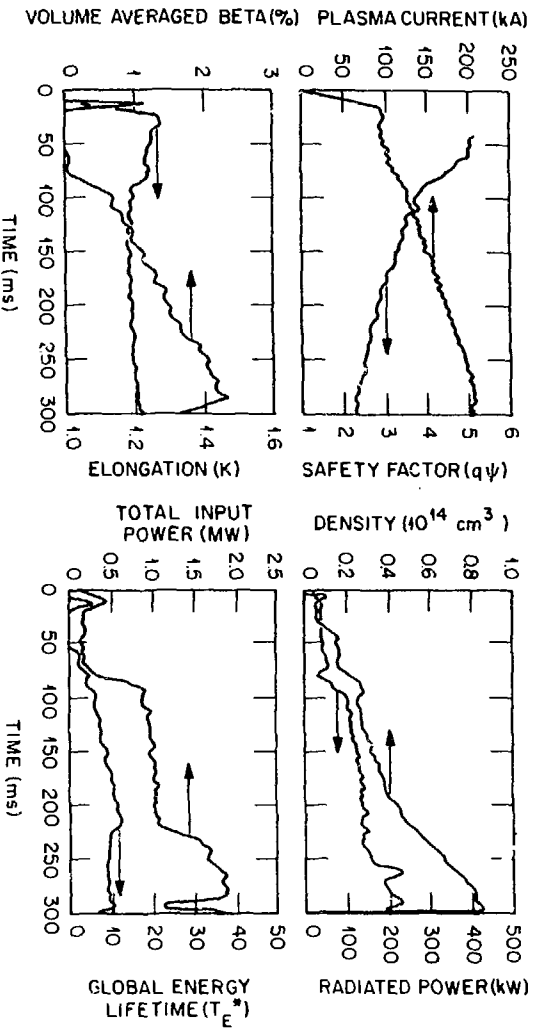 VOLUME AVERAGED BETA (%)
PLASMA CURRENT (kA)
0 1 2 3
0 50 100 150 200 250
0
50
100
150
200
250
300
TIME (ms)
1.0 1.2 1.4 1.6
1 2 3 4 5 6
ELONGATION (K)
SAFETY FACTOR (qψ)
TOTAL INPUT
POWER (MW)
DENSITY (10^14 cm^3)
0 0.5 1.0 1.5 2.0 2.5
0 0.2 0.4 0.6 0.8 1.0
0
50
100
150
200
250
300
TIME (ms)
0 10 20 30 40 50
0 100 200 300 400 500
GLOBAL ENERGY
LIFETIME (T_E*)
RADIATED POWER (kW)